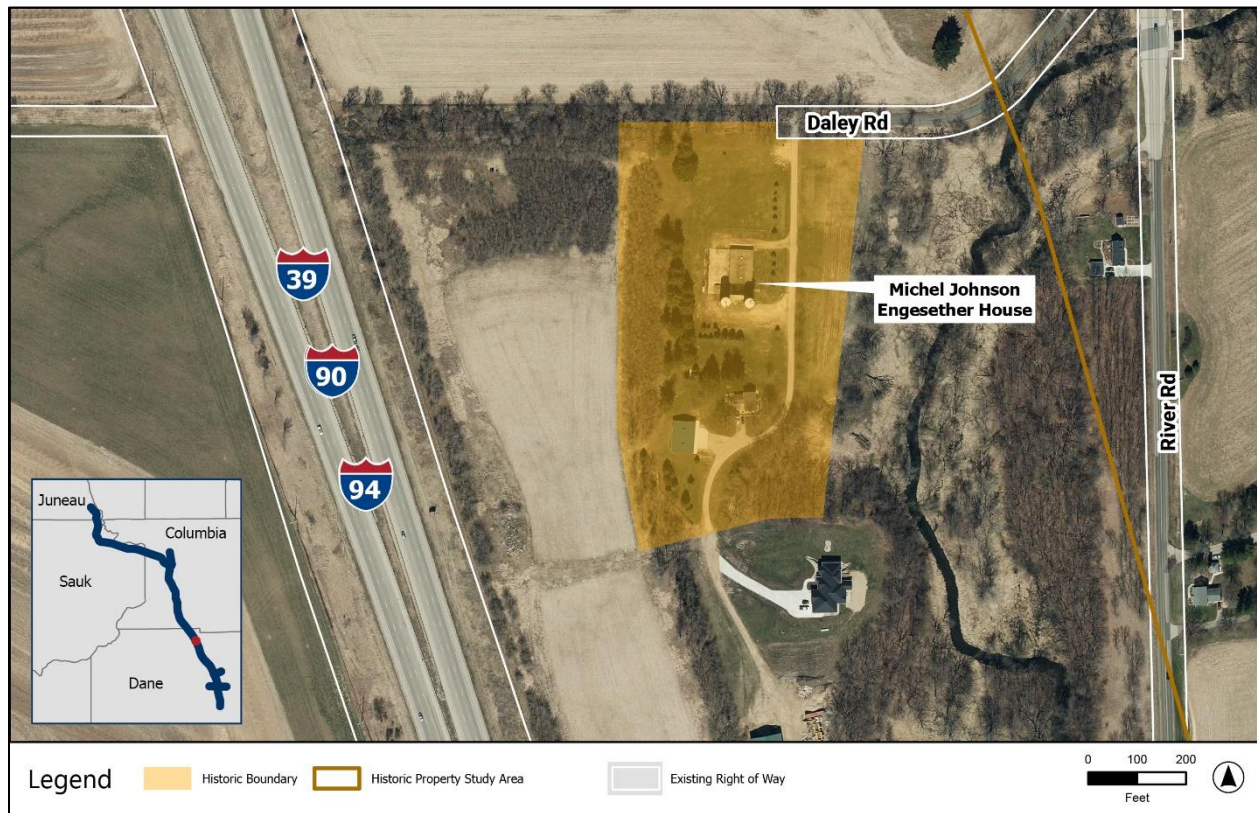 Daley Rd
39
90
94
Michel Johnson
Engesether House
River Rd
Juneau
Columbia
Sauk
Dane
Legend
Historic Boundary
Historic Property Study Area
Existing Right of Way
0 100 200
Feet